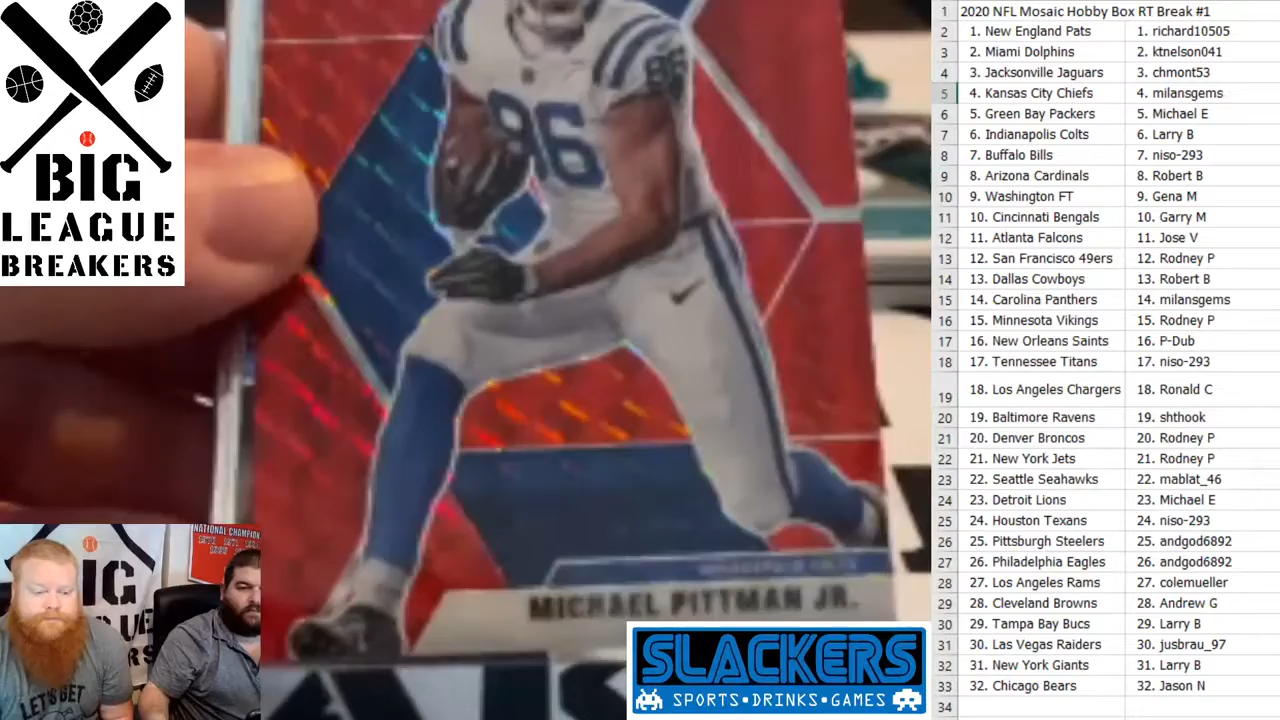 BIG
LEAGUE
BREAKERS
86
96
MICHAEL PITTMAN JR.
NATIONAL CHAMPION
IG
LET'S GET
SLACKERS
SPORTS•DRINKS•GAMES
1 2020 NFL Mosaic Hobby Box RT Break #1
2 1. New England Pats 1. richard10505
3 2. Miami Dolphins 2. ktnelson041
4 3. Jacksonville Jaguars 3. chmont53
5 4. Kansas City Chiefs 4. milansgems
6 5. Green Bay Packers 5. Michael E
7 6. Indianapolis Colts 6. Larry B
8 7. Buffalo Bills 7. niso-293
9 8. Arizona Cardinals 8. Robert B
10 9. Washington FT 9. Gena M
11 10. Cincinnati Bengals 10. Garry M
12 11. Atlanta Falcons 11. Jose V
13 12. San Francisco 49ers 12. Rodney P
14 13. Dallas Cowboys 13. Robert B
15 14. Carolina Panthers 14. milansgems
16 15. Minnesota Vikings 15. Rodney P
17 16. New Orleans Saints 16. P-Dub
18 17. Tennessee Titans 17. niso-293
19 18. Los Angeles Chargers 18. Ronald C
20 19. Baltimore Ravens 19. shthook
21 20. Denver Broncos 20. Rodney P
22 21. New York Jets 21. Rodney P
23 22. Seattle Seahawks 22. mablat_46
24 23. Detroit Lions 23. Michael E
25 24. Houston Texans 24. niso-293
26 25. Pittsburgh Steelers 25. andgod6892
27 26. Philadelphia Eagles 26. andgod6892
28 27. Los Angeles Rams 27. colemueller
29 28. Cleveland Browns 28. Andrew G
30 29. Tampa Bay Bucs 29. Larry B
31 30. Las Vegas Raiders 30. jusbrau_97
32 31. New York Giants 31. Larry B
33 32. Chicago Bears 32. Jason N
34